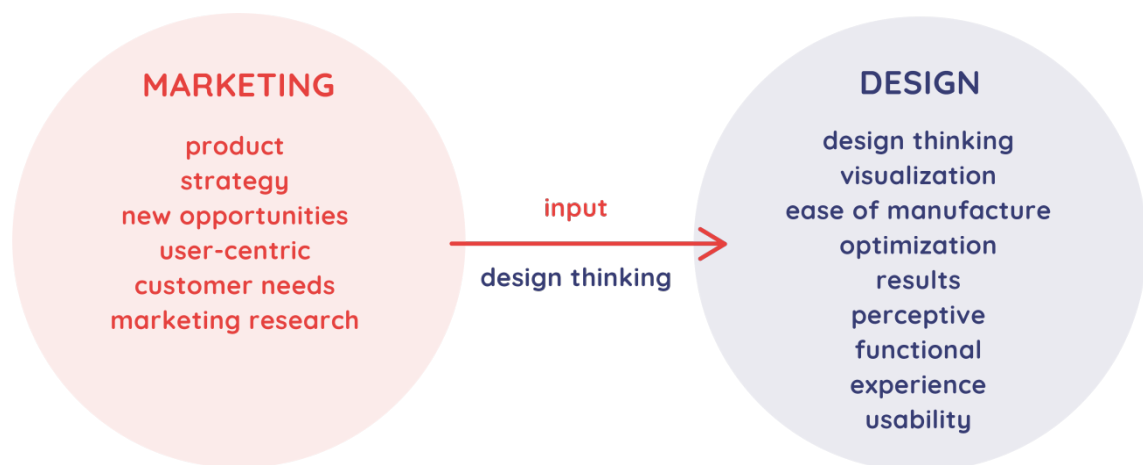 MARKETING
product
strategy
new opportunities
user-centric
customer needs
marketing research
input
design thinking
DESIGN
design thinking
visualization
ease of manufacture
optimization
results
perceptive
functional
experience
usability